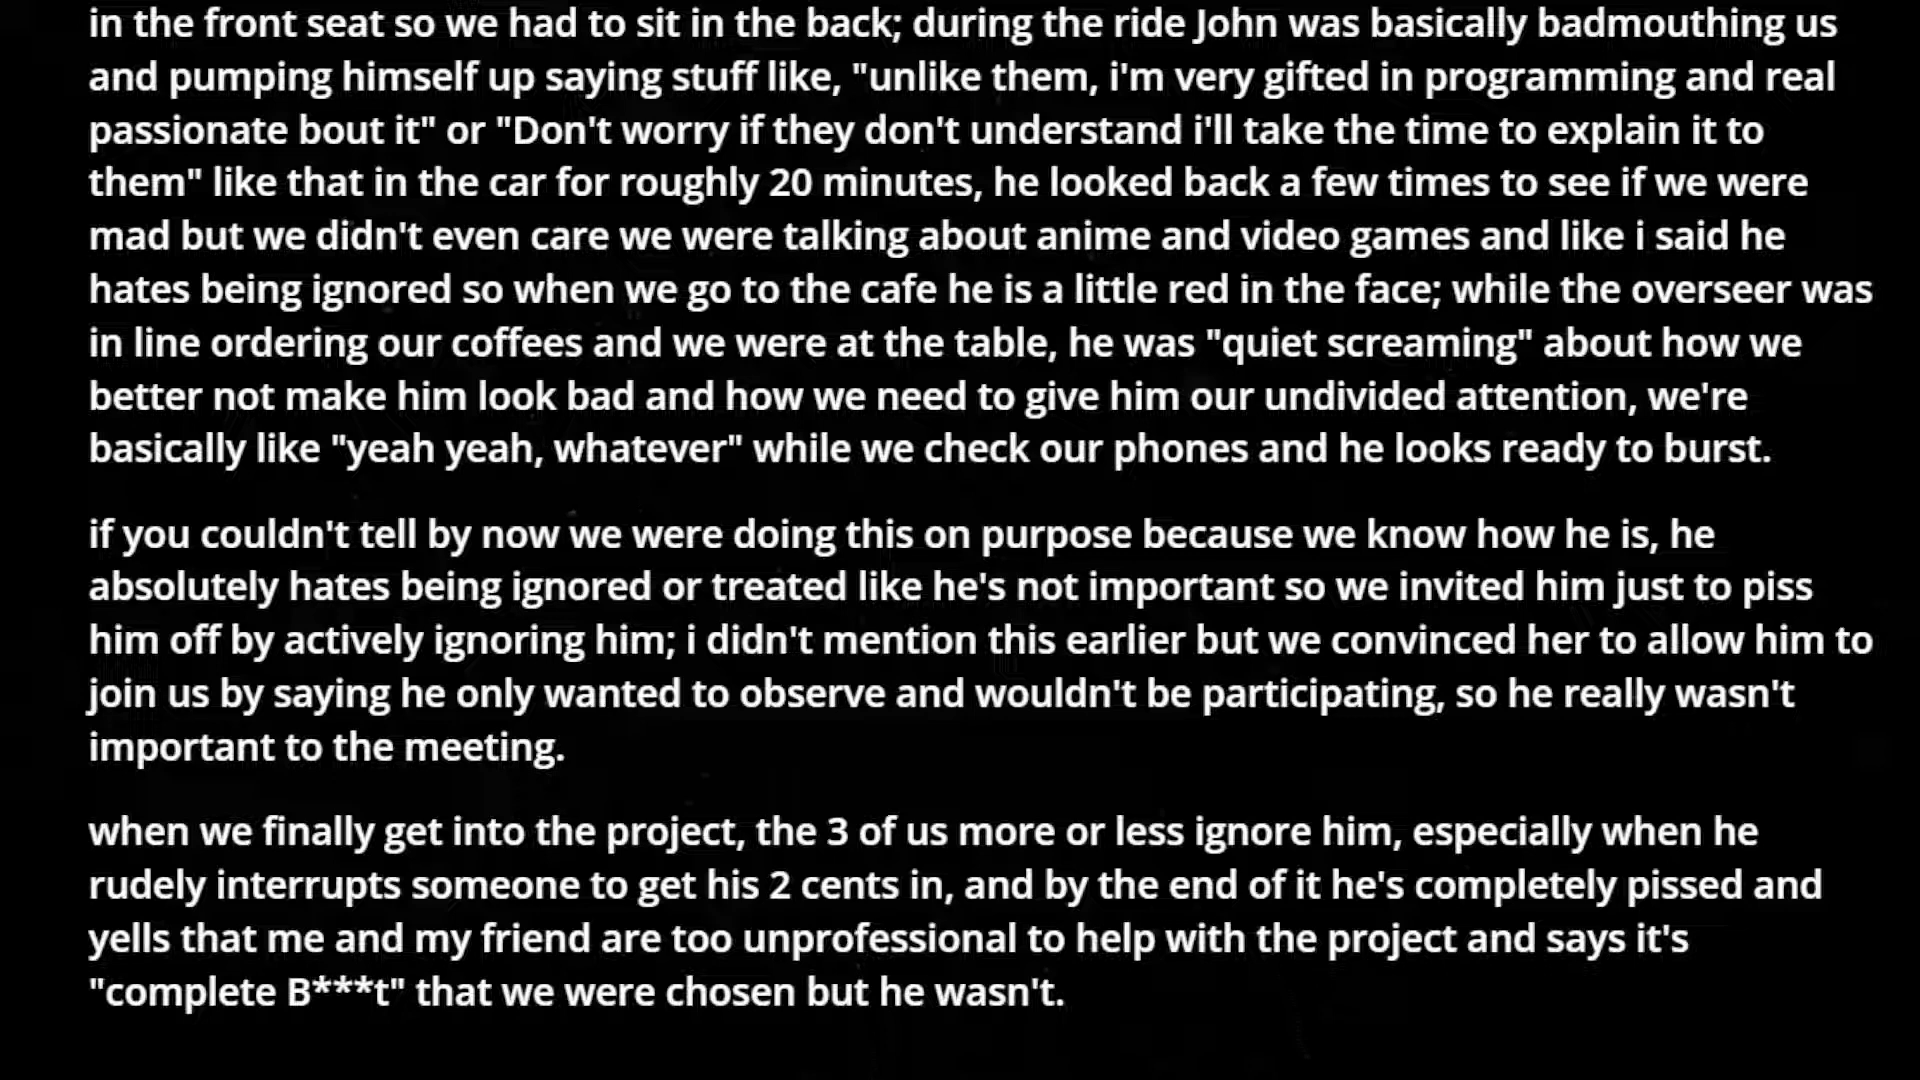 in the front seat so we had to sit in the back; during the ride John was basically badmouthing us
and pumping himself up saying stuff like, "unlike them, i'm very gifted in programming and real
passionate bout it" or "Don't worry if they don't understand i'll take the time to explain it to
them" like that in the car for roughly 20 minutes, he looked back a few times to see if we were
mad but we didn't even care we were talking about anime and video games and like i said he
hates being ignored so when we go to the cafe he is a little red in the face; while the overseer was
in line ordering our coffees and we were at the table, he was "quiet screaming" about how we
better not make him look bad and how we need to give him our undivided attention, we're
basically like "yeah yeah, whatever" while we check our phones and he looks ready to burst.
if you couldn't tell by now we were doing this on purpose because we know how he is, he
absolutely hates being ignored or treated like he's not important so we invited him just to piss
him off by actively ignoring him; i didn't mention this earlier but we convinced her to allow him to
join us by saying he only wanted to observe and wouldn't be participating, so he really wasn't
important to the meeting.
when we finally get into the project, the 3 of us more or less ignore him, especially when he
rudely interrupts someone to get his 2 cents in, and by the end of it he's completely pissed and
yells that me and my friend are too unprofessional to help with the project and says it's
"complete B***t" that we were chosen but he wasn't.